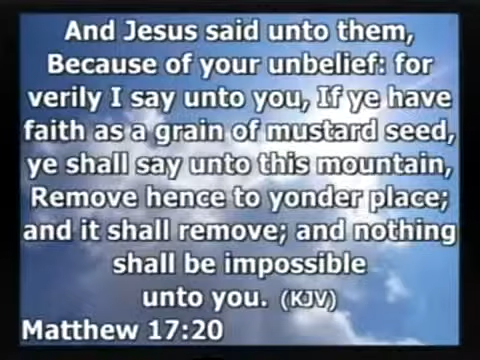 And Jesus said unto them,
Because of your unbelief: for
verily I say unto you, If ye have
faith as a grain of mustard seed,
ye shall say unto this mountain,
Remove hence to yonder place;
and it shall remove; and nothing
shall be impossible
unto you. (KJV)
Matthew 17:20